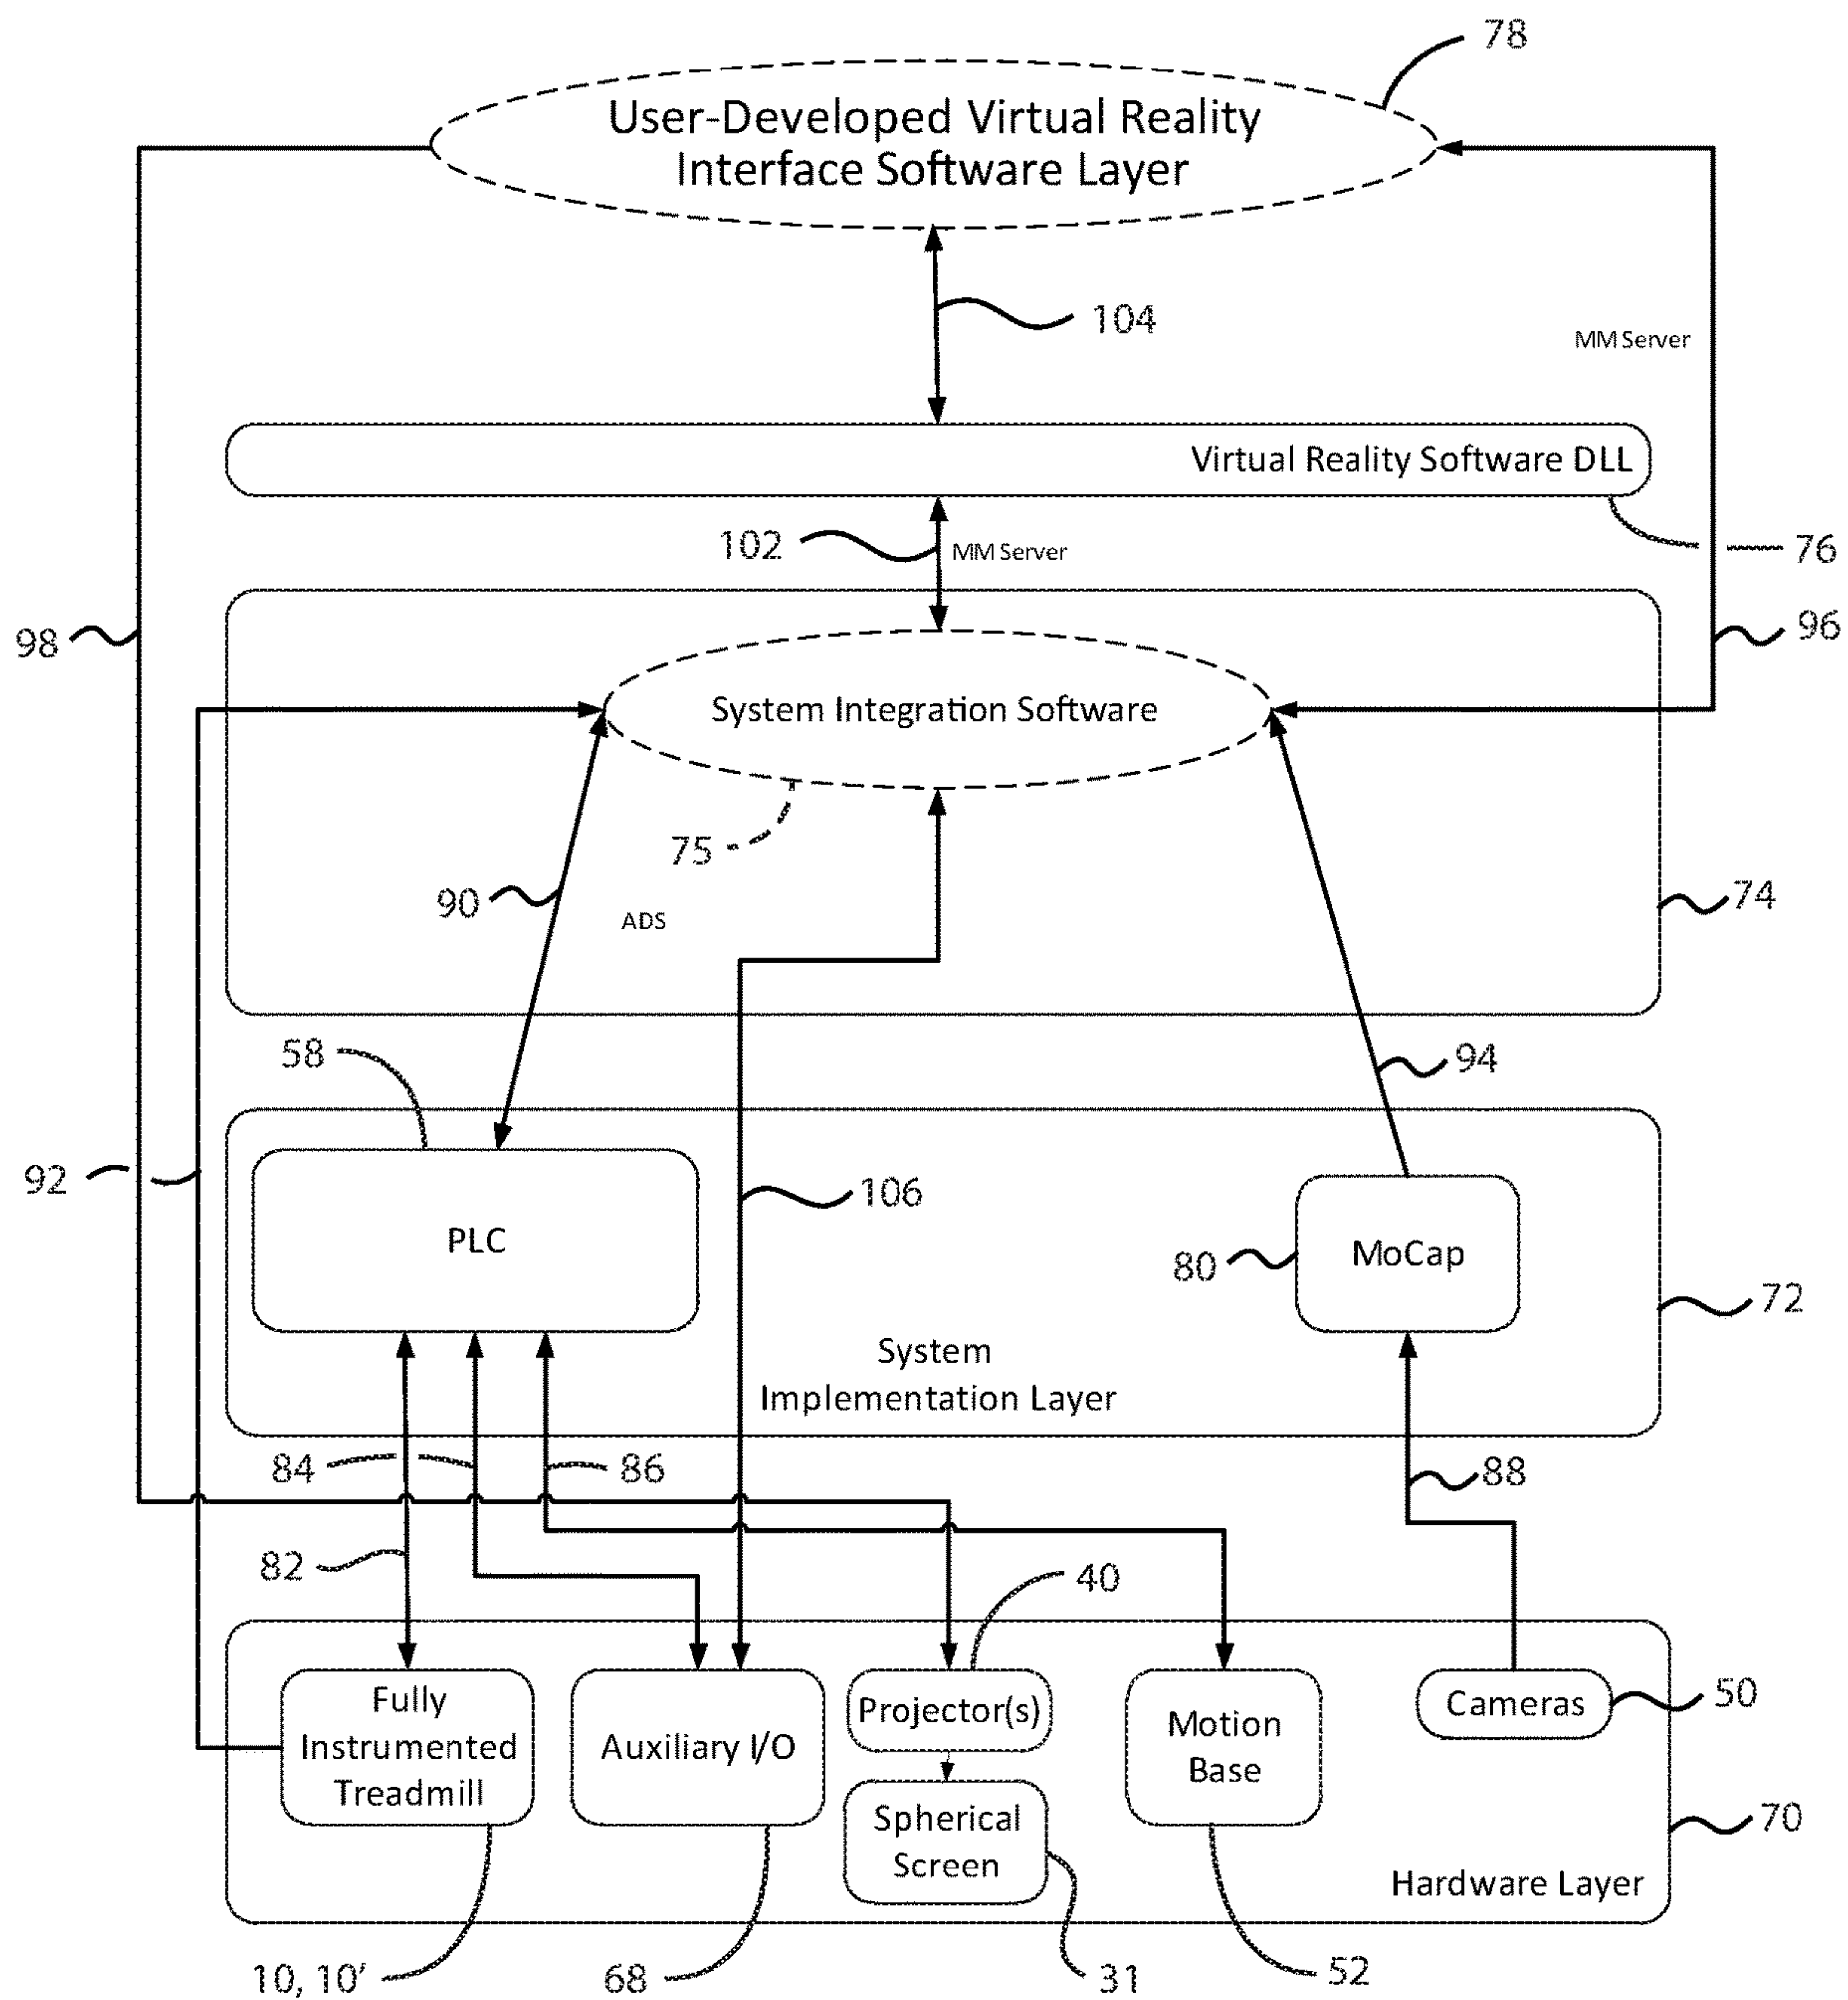 78
User-Developed Virtual Reality
Interface Software Layer
104
MM Server
Virtual Reality Software DLL
102
MM Server
76
98
96
System Integration Software
75
90
ADS
74
58
94
92
106
PLC
80
MoCap
72
System
Implementation Layer
84
86
88
82
40
Fully
Instrumented
Treadmill
Auxiliary I/O
Projector(s)
Spherical
Screen
Motion
Base
Cameras
50
70
Hardware Layer
10, 10'
68
31
52